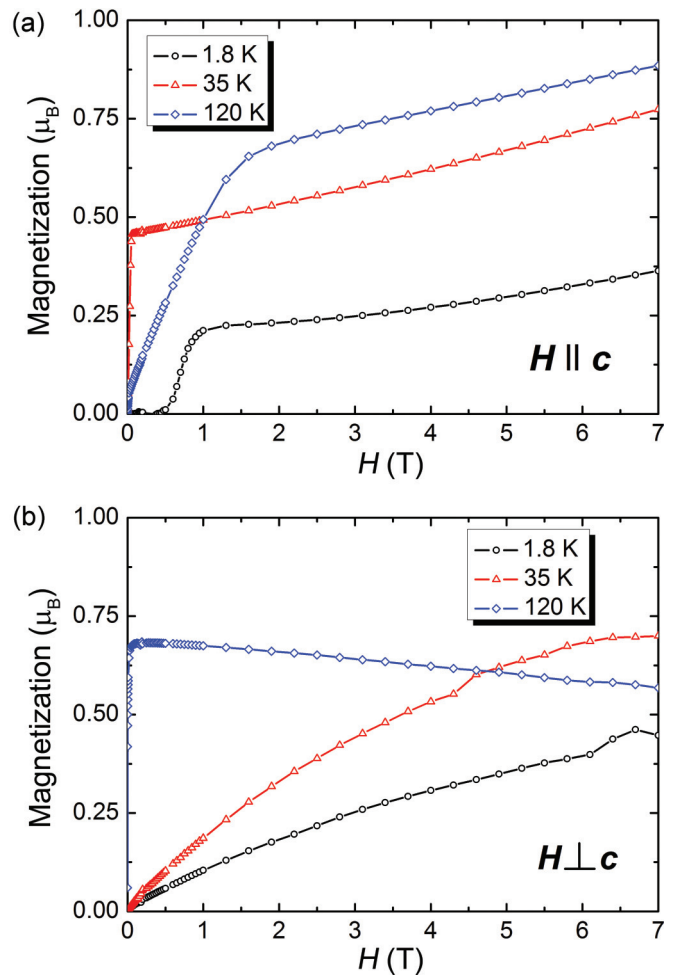 (a)
1.00
0.75
0.50
0.25
0.00
Magnetization (μB)
1.8 K
35 K
120 K
H || c
0 1 2 3 4 5 6 7
H (T)
(b)
1.00
0.75
0.50
0.25
0.00
Magnetization (μB)
1.8 K
35 K
120 K
H⊥c
0 1 2 3 4 5 6 7
H (T)